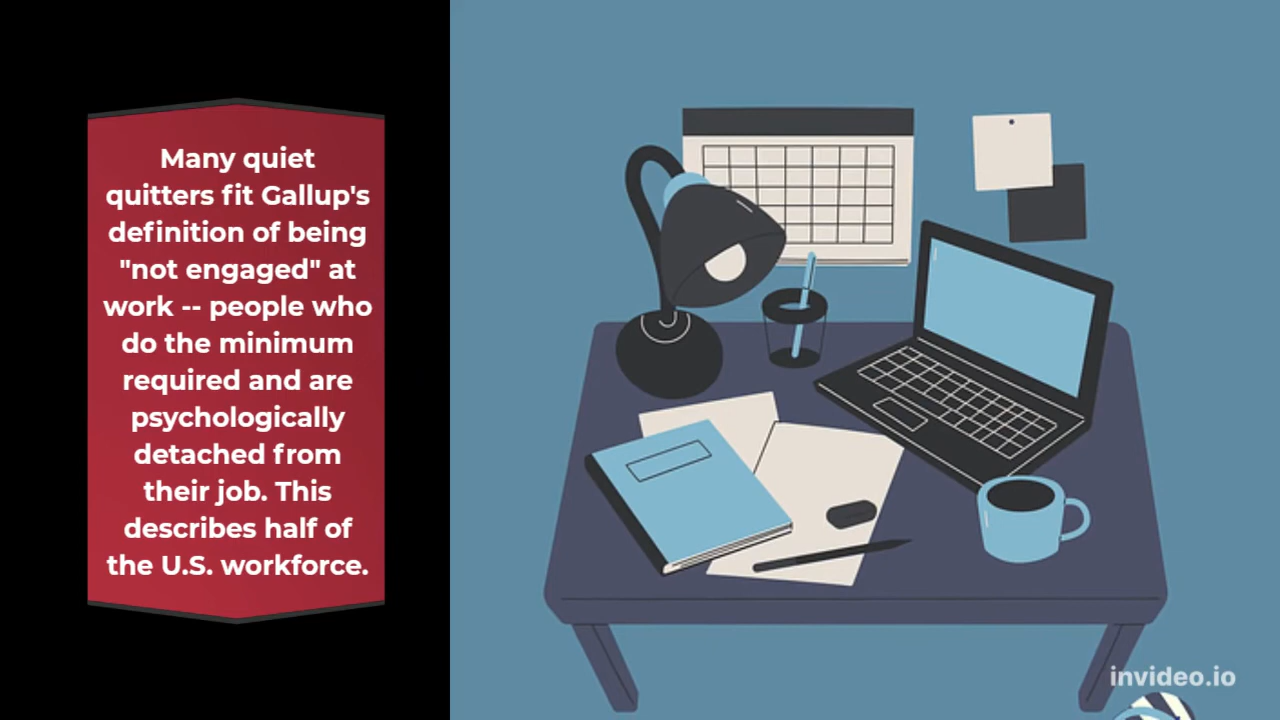 Many quiet
quitters fit Gallup's
definition of being
"not engaged" at
work -- people who
do the minimum
required and are
psychologically
detached from
their job. This
describes half of
the U.S. workforce.
invideo.io